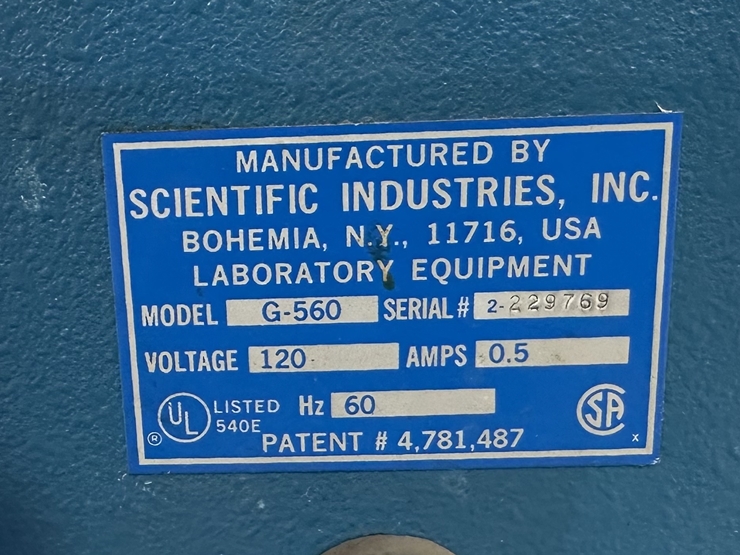 MANUFACTURED BY
SCIENTIFIC INDUSTRIES, INC.
BOHEMIA, N.Y., 11716, USA
LABORATORY EQUIPMENT
MODEL G-560 SERIAL # 2-229769
VOLTAGE 120 AMPS 0.5
UL LISTED Hz 60 SA
® 540E x
PATENT # 4,781,487